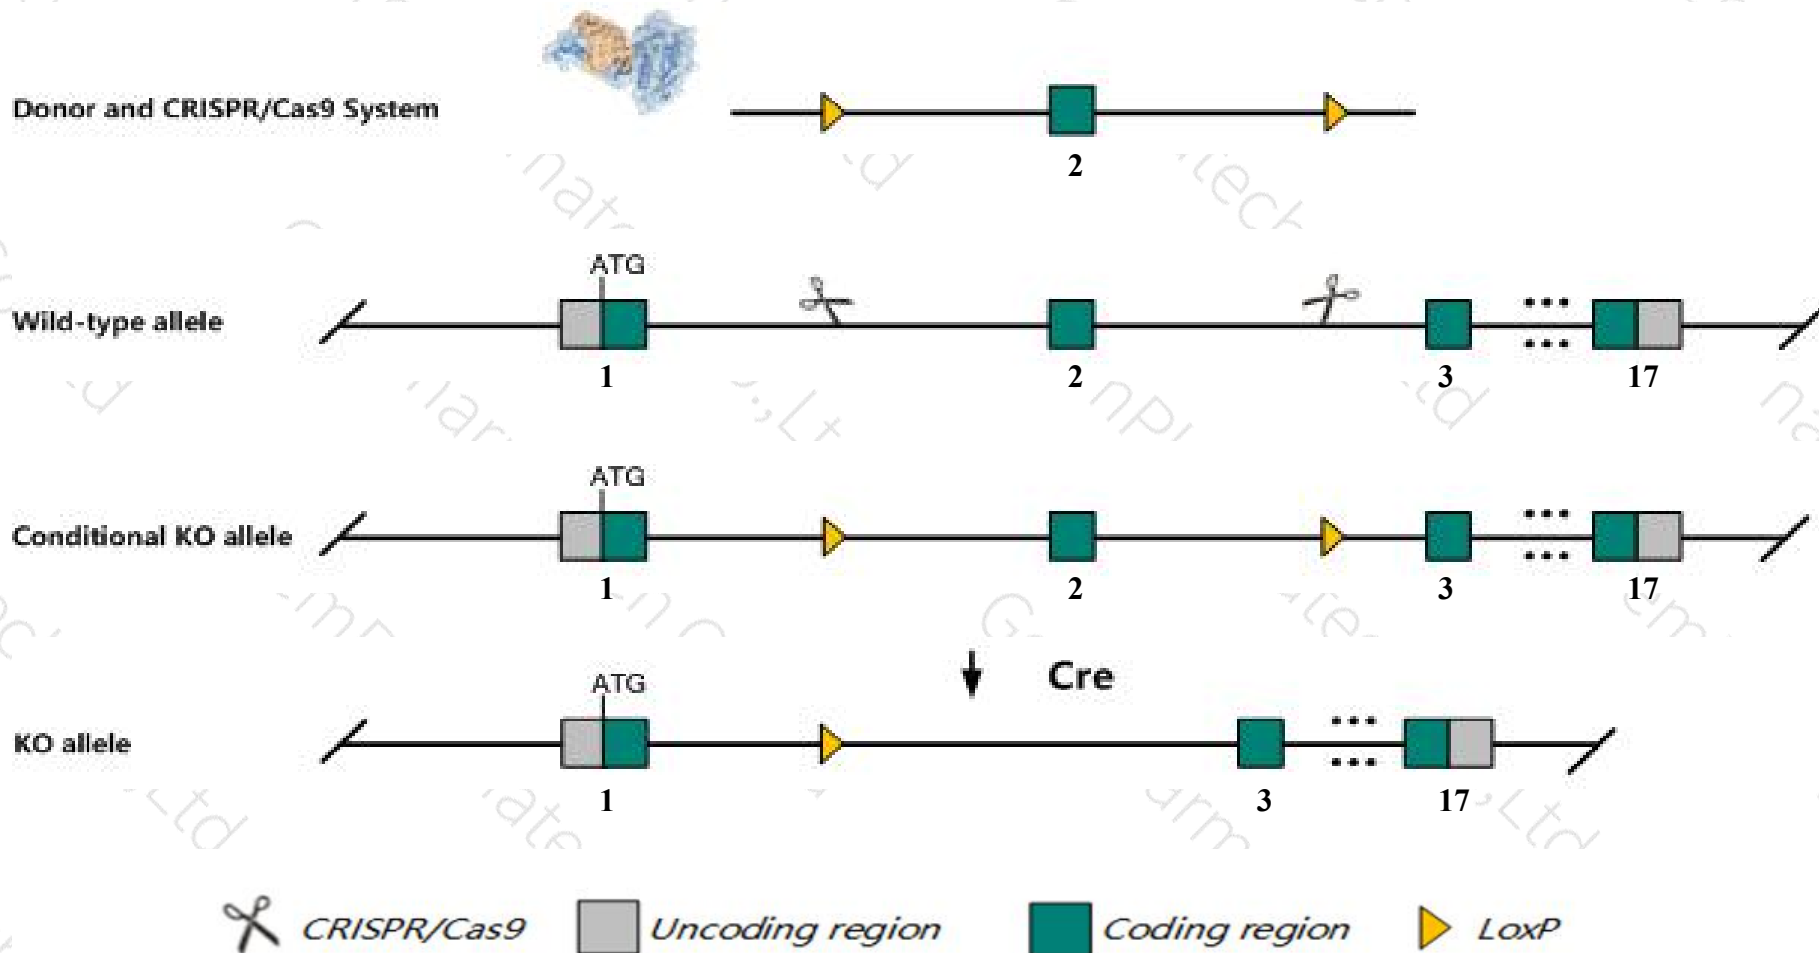 Donor and CRISPR/Cas9 System
2
ATG
Wild-type allele
1 2 3 17
ATG
Conditional KO allele
1 2 3 17
Cre
ATG
KO allele
1 3 17
CRISPR/Cas9 Uncoding region Coding region LoxP